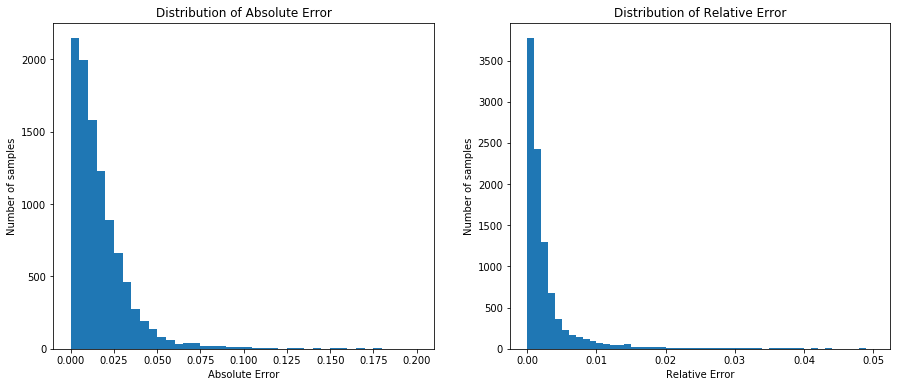 Distribution of Absolute Error
Number of samples
2000
1500
1000
500
0
0.000 0.025 0.050 0.075 0.100 0.125 0.150 0.175 0.200
Absolute Error
Distribution of Relative Error
Number of samples
3500
3000
2500
2000
1500
1000
500
0
0.00 0.01 0.02 0.03 0.04 0.05
Relative Error